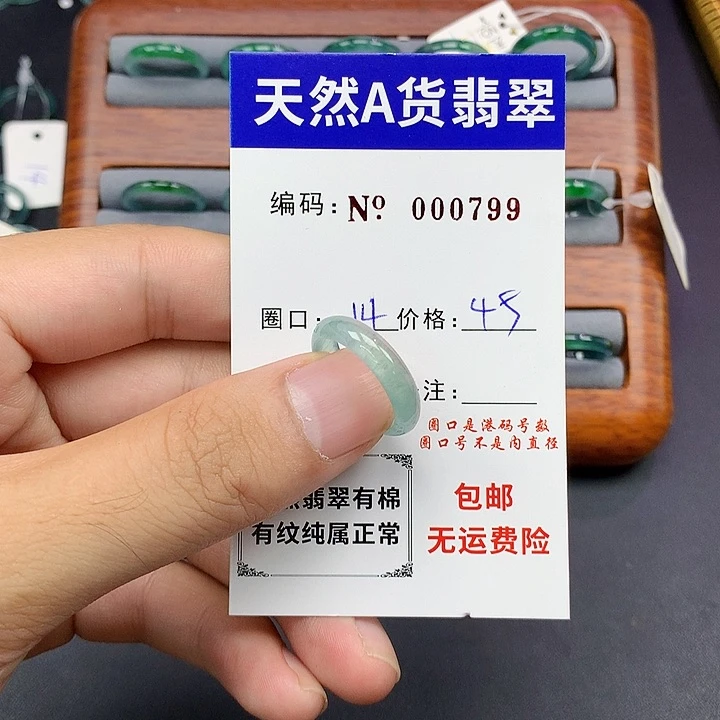 天然A货翡翠
编码: Nº 000799
圈口: 14 价格: 45
注:
圈口是港码号数
圈口号不是内直径
然翡翠有棉
有纹纯属正常
包邮
无运费险